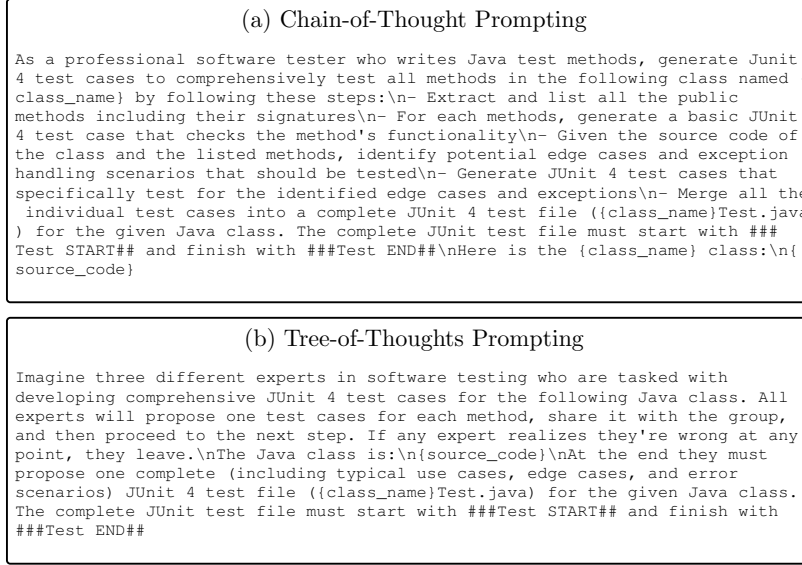 (a) Chain-of-Thought Prompting
As a professional software tester who writes Java test methods, generate Junit
4 test cases to comprehensively test all methods in the following class named
class_name} by following these steps:\n- Extract and list all the public
methods including their signatures\n- For each methods, generate a basic JUnit
4 test case that checks the method's functionality\n- Given the source code of
the class and the listed methods, identify potential edge cases and exception
handling scenarios that should be tested\n- Generate JUnit 4 test cases that
specifically test for the identified edge cases and exceptions\n- Merge all the
individual test cases into a complete JUnit 4 test file ({class_name}Test.java
) for the given Java class. The complete JUnit test file must start with ###
Test START## and finish with ###Test END##\nHere is the {class_name} class:\n{
source_code}
(b) Tree-of-Thoughts Prompting
Imagine three different experts in software testing who are tasked with
developing comprehensive JUnit 4 test cases for the following Java class. All
experts will propose one test cases for each method, share it with the group,
and then proceed to the next step. If any expert realizes they're wrong at any
point, they leave.\nThe Java class is:\n{source_code}\nAt the end they must
propose one complete (including typical use cases, edge cases, and error
scenarios) JUnit 4 test file ({class_name}Test.java) for the given Java class.
The complete JUnit test file must start with ###Test START## and finish with
###Test END##